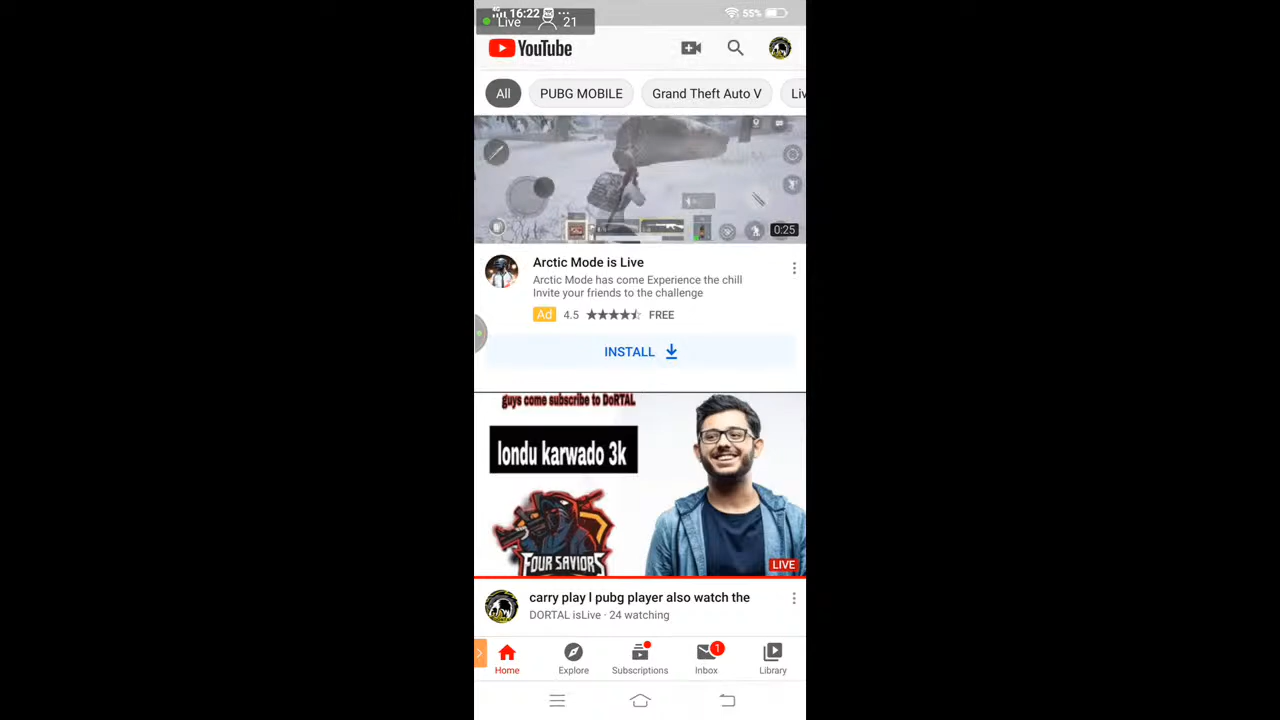 4G 16:22 ... 55%
Live 21
YouTube
All PUBG MOBILE Grand Theft Auto V Liv
0:25
Arctic Mode is Live
Arctic Mode has come Experience the chill
Invite your friends to the challenge
Ad 4.5 ★★★★ FREE
INSTALL
guys come subscribe to DoRTAL
londu karwado 3k
FOUR SAVIORS
LIVE
carry play l pubg player also watch the
DORTAL isLive · 24 watching
1
Home Explore Subscriptions Inbox Library